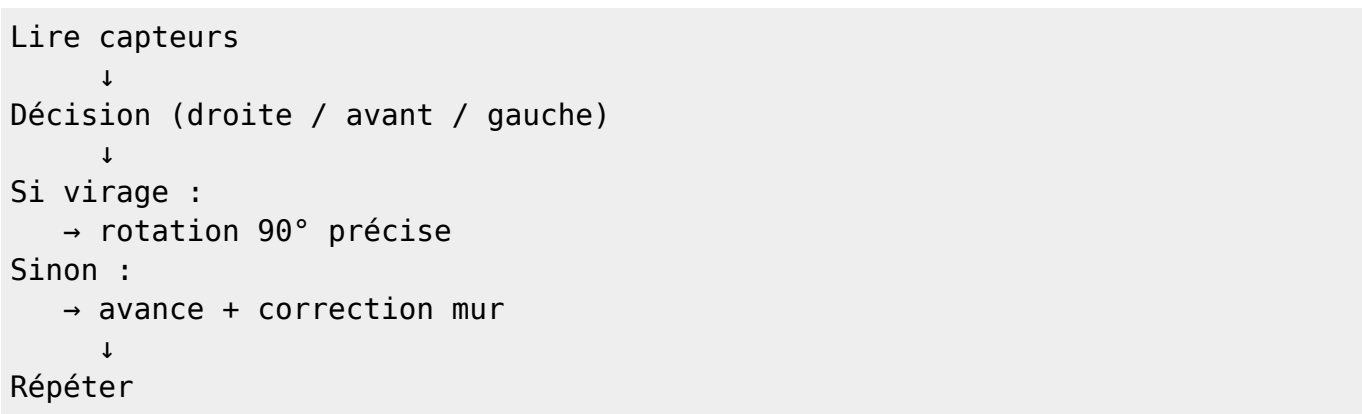 Lire capteurs
↓
Décision (droite / avant / gauche)
↓
Si virage :
→ rotation 90° précise
Sinon :
→ avance + correction mur
↓
Répéter